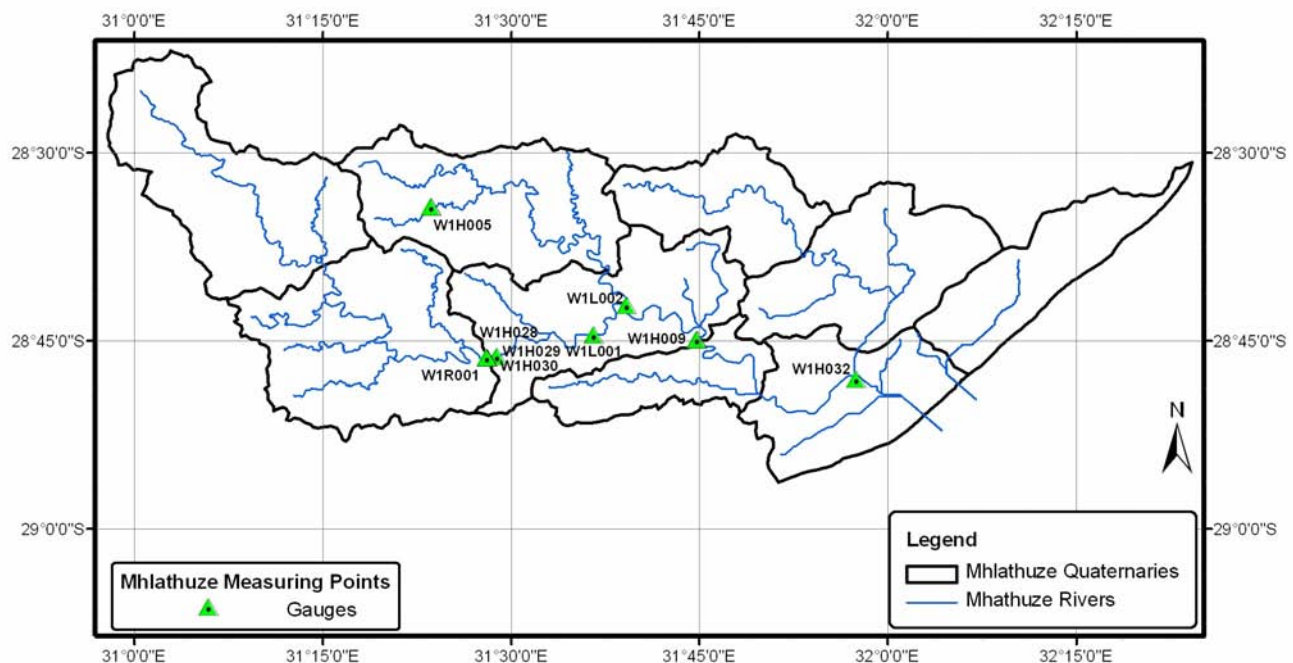 31°0'0"E 31°15'0"E 31°30'0"E 31°45'0"E 32°0'0"E 32°15'0"E
28°30'0"S 28°30'0"S
W1H005
W1L002
W1H028
28°45'0"S W1H029 W1L001 W1H009 28°45'0"S
W1H030
W1R001 W1H032
N
29°0'0"S 29°0'0"S
Legend
Mhlathuze Quaternaries
Mhathuze Rivers
Mhlathuze Measuring Points
Gauges
31°0'0"E 31°15'0"E 31°30'0"E 31°45'0"E 32°0'0"E 32°15'0"E